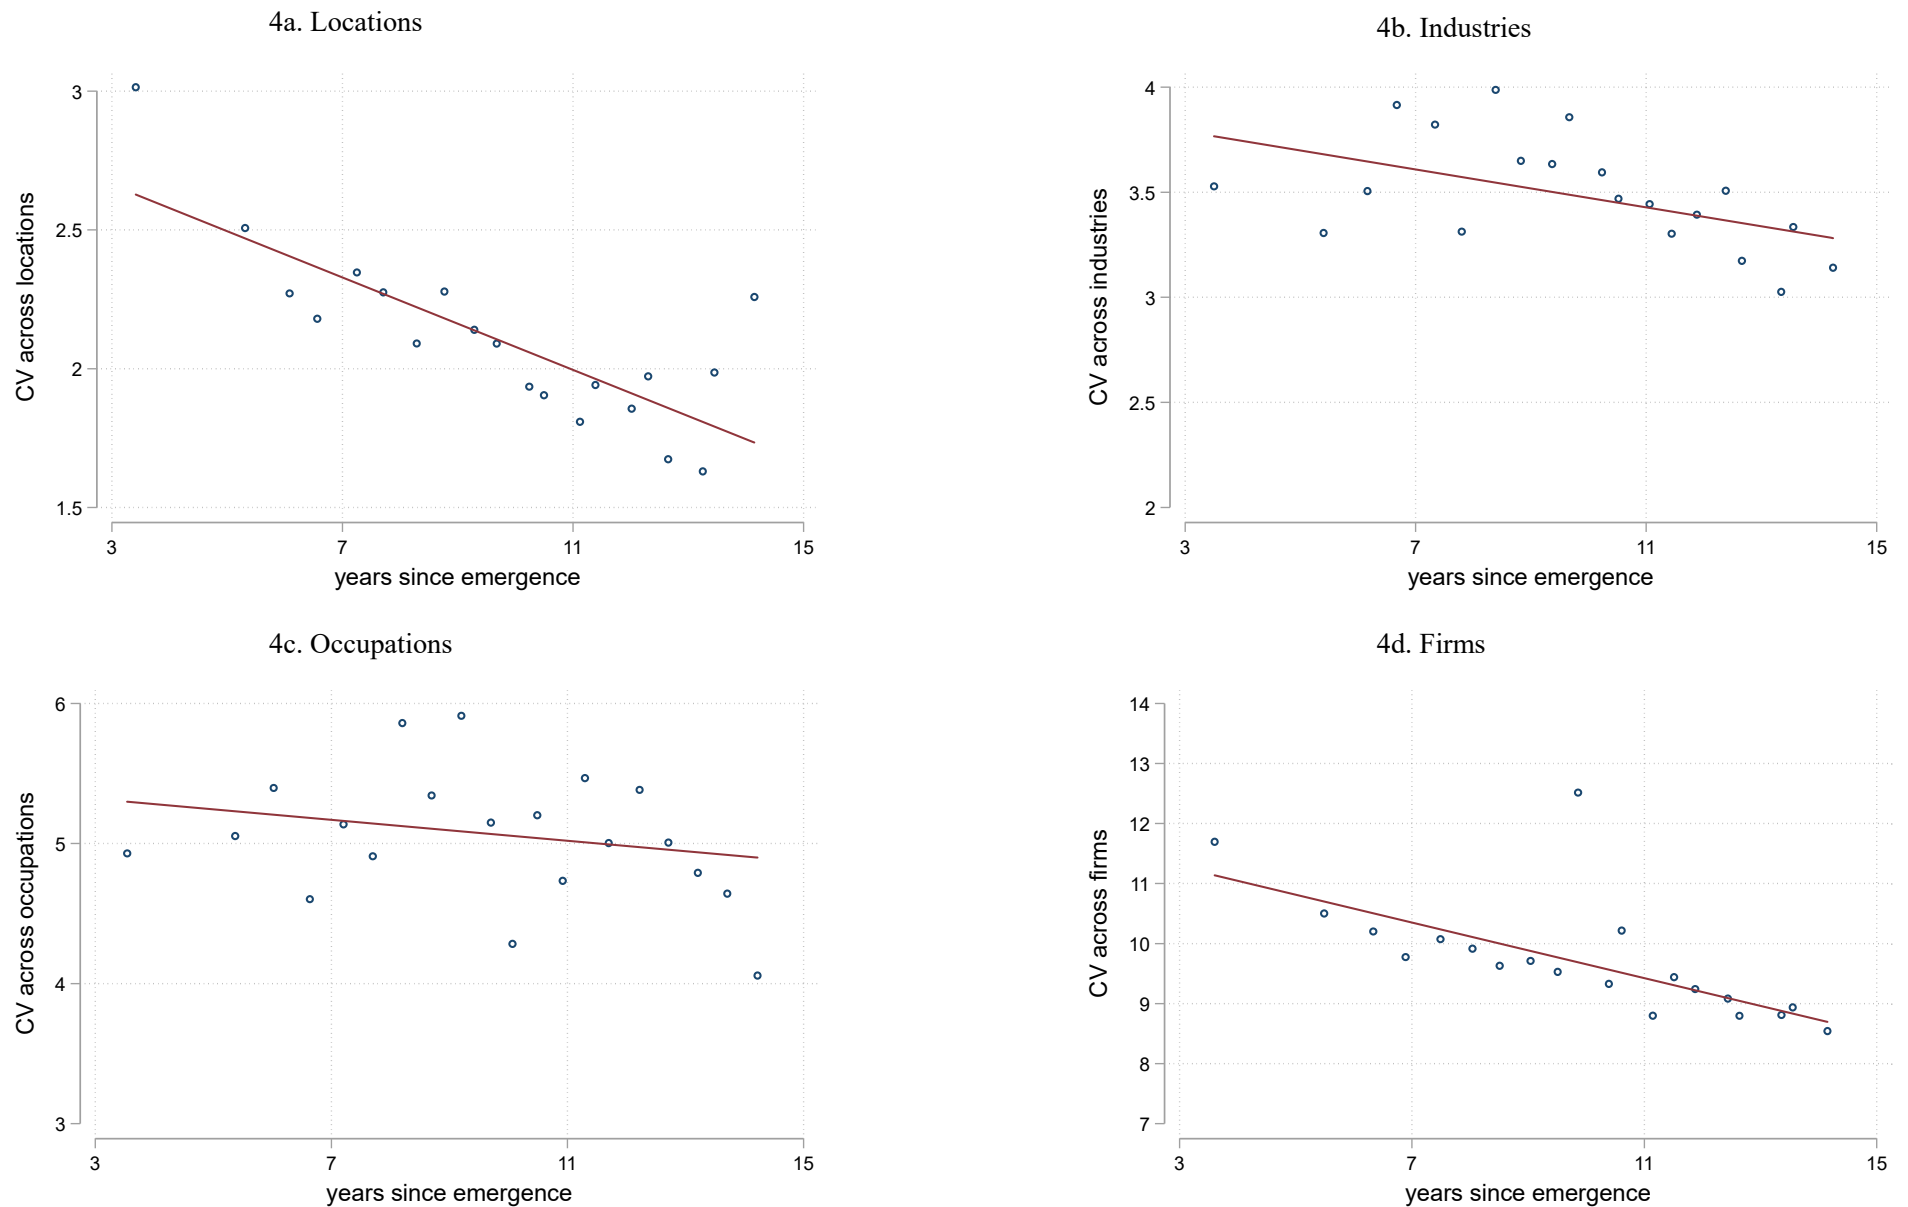 4a. Locations
CV across locations
3
2.5
2
1.5
3 7 11 15
years since emergence
4b. Industries
CV across industries
4
3.5
3
2.5
2
3 7 11 15
years since emergence
4c. Occupations
CV across occupations
6
5
4
3
3 7 11 15
years since emergence
4d. Firms
CV across firms
14
13
12
11
10
9
8
7
3 7 11 15
years since emergence